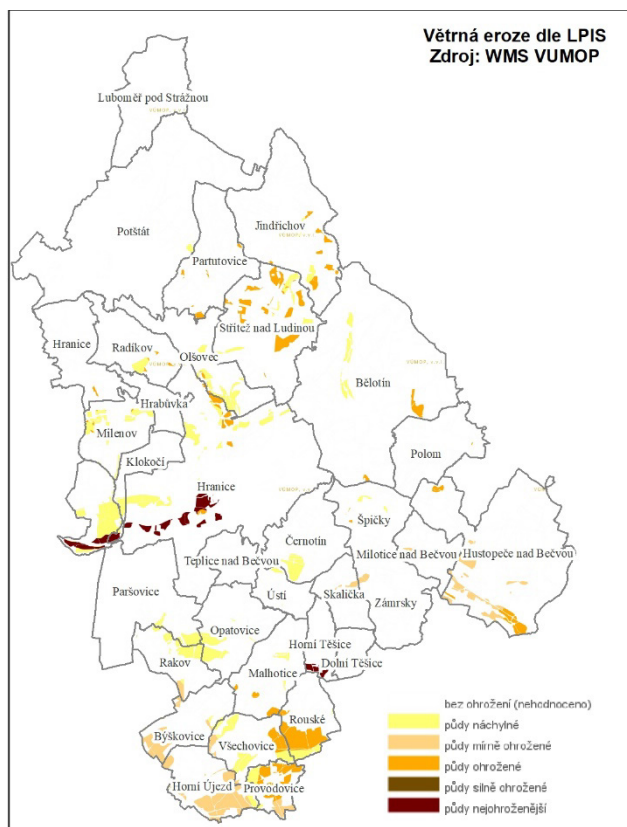 Větrná eroze dle LPIS
Zdroj: WMS VUMOP
Luboměř pod Strážnou
Potštát
Jindřichov
Partutovice
Střítež nad Ludinou
Hranice
Radíkov
Olšovec
Bělotín
Hrabůvka
Milenov
Polom
Klokočí
Hranice
Špičky
Černotín
Milotice nad Bečvou
Hustopeče nad Bečvou
Teplice nad Bečvou
Paršovice
Ústí
Skalička
Zámrsky
Opatovice
Horní Těšice
Rakov
Dolní Těšice
Malhotice
Rouské
Býškovice
Všechovice
Horní Újezd
Provodovice
bez ohrožení (nehodnoceno)
půdy náchylné
půdy mírně ohrožené
půdy ohrožené
půdy silně ohrožené
půdy nejohroženější